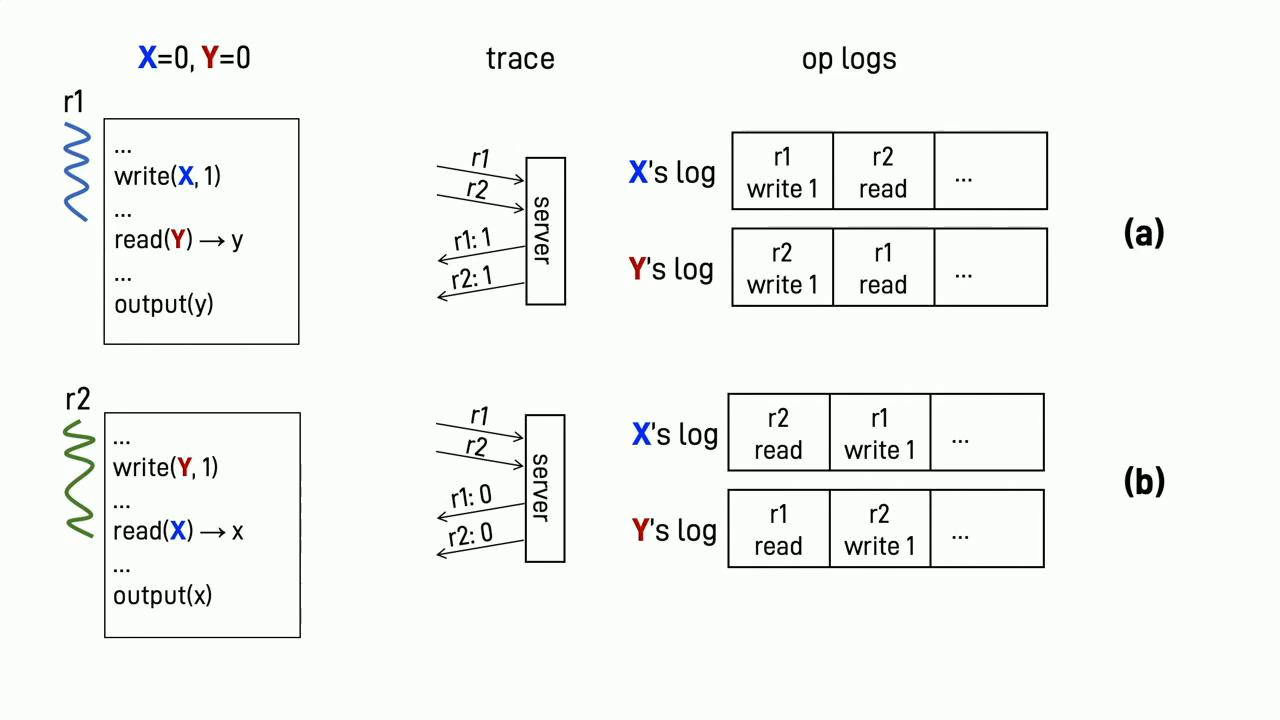 X=0, Y=0
trace
op logs
r1
...
write(X, 1)
...
read(Y) → y
...
output(y)
r1
r2
server
r1: 1
r2: 1
X's log
r1
write 1
r2
read
...
Y's log
r2
write 1
r1
read
...
(a)
r2
...
write(Y, 1)
...
read(X) → x
...
output(x)
r1
r2
server
r1: 0
r2: 0
X's log
r2
read
r1
write 1
...
Y's log
r1
read
r2
write 1
...
(b)